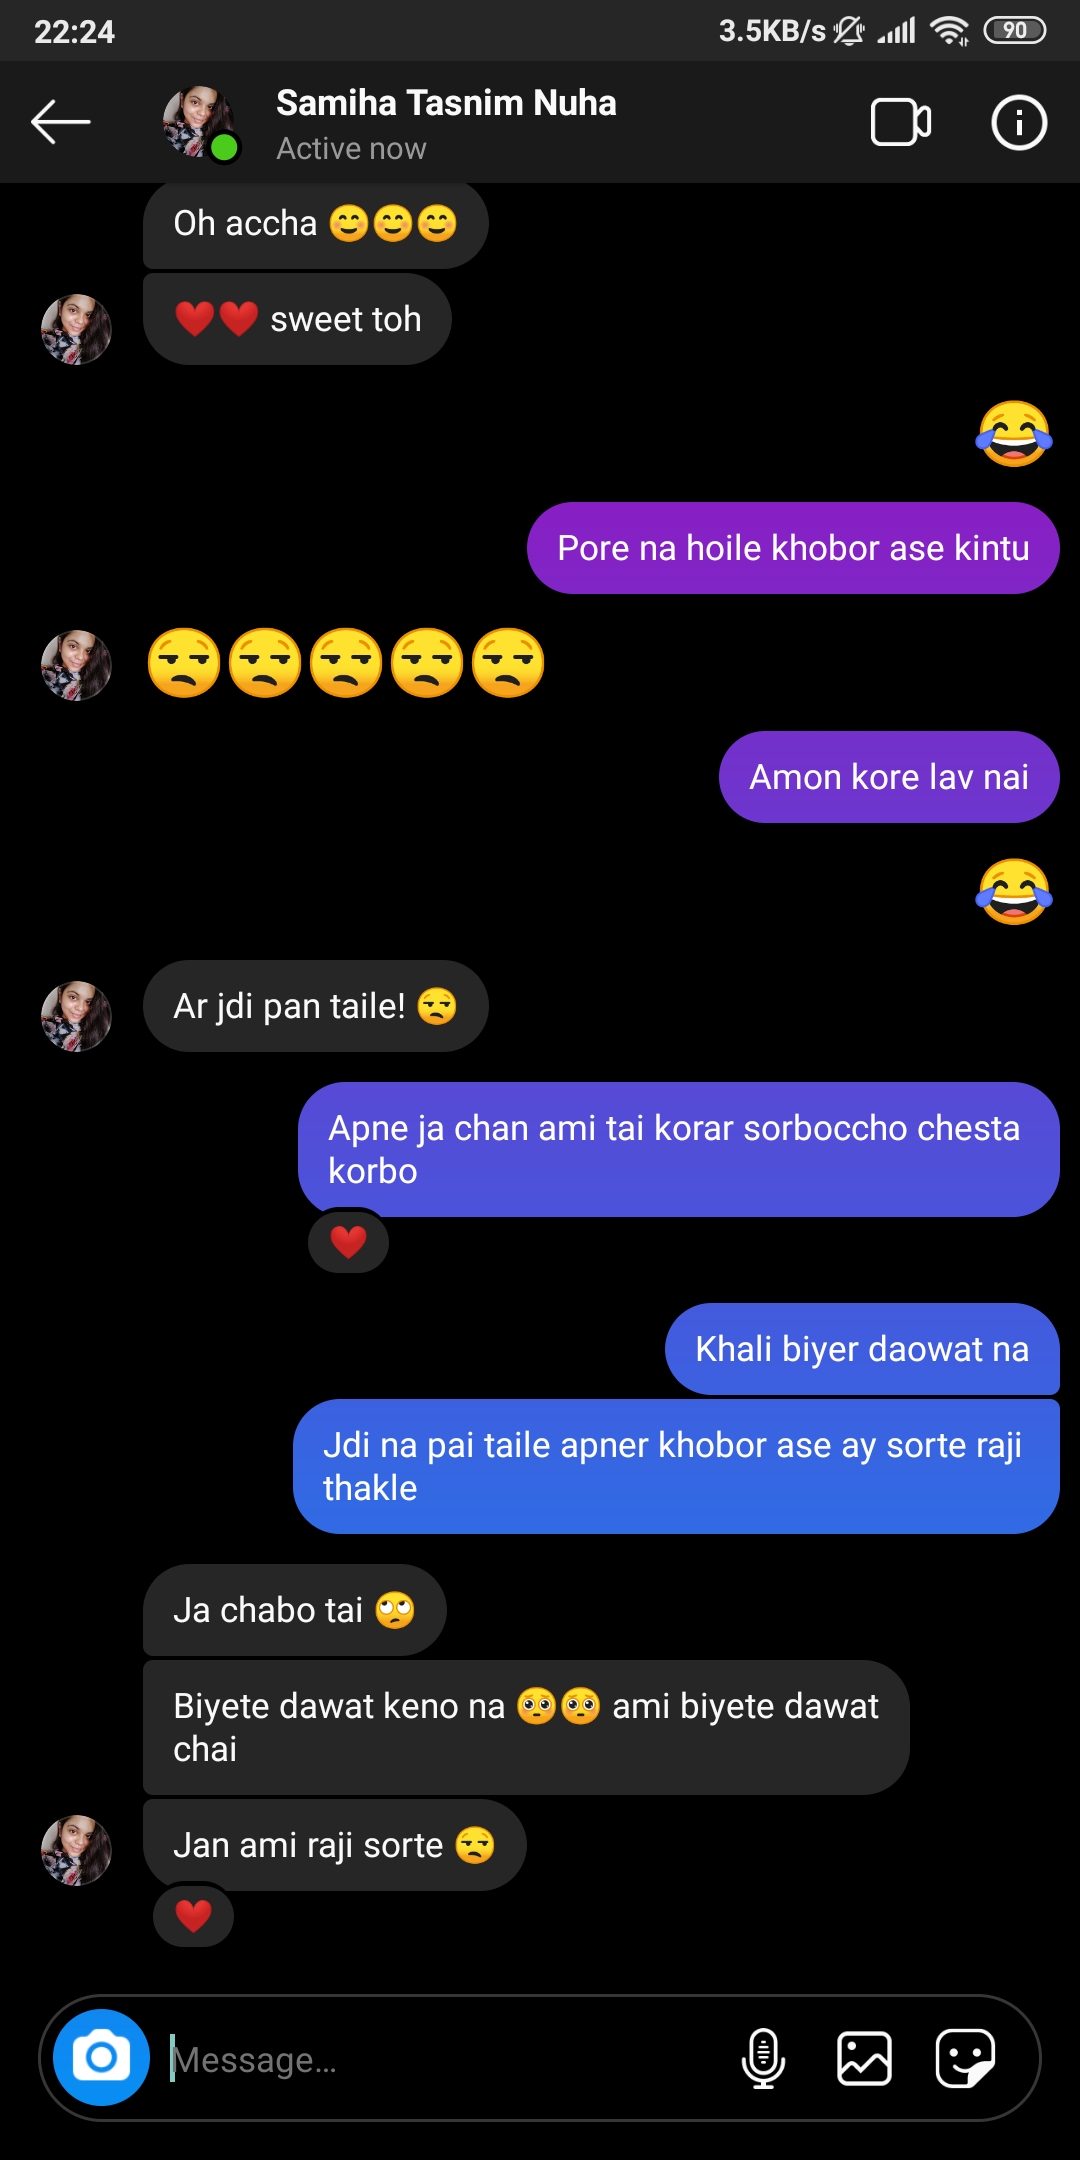 22:24
3.5KB/s
90
Samiha Tasnim Nuha
Active now
Oh accha 😊😊😊
❤️❤️ sweet toh
😂
Pore na hoile khobor ase kintu
😒😒😒😒😒
Amon kore lav nai
😂
Ar jdi pan taile! 😒
Apne ja chan ami tai korar sorboccho chesta
korbo
❤️
Khali biyer daowat na
Jdi na pai taile apner khobor ase ay sorte raji
thakle
Ja chabo tai 🙄
Biyete dawat keno na 🥺🥺 ami biyete dawat
chai
Jan ami raji sorte 😒
❤️
Message...